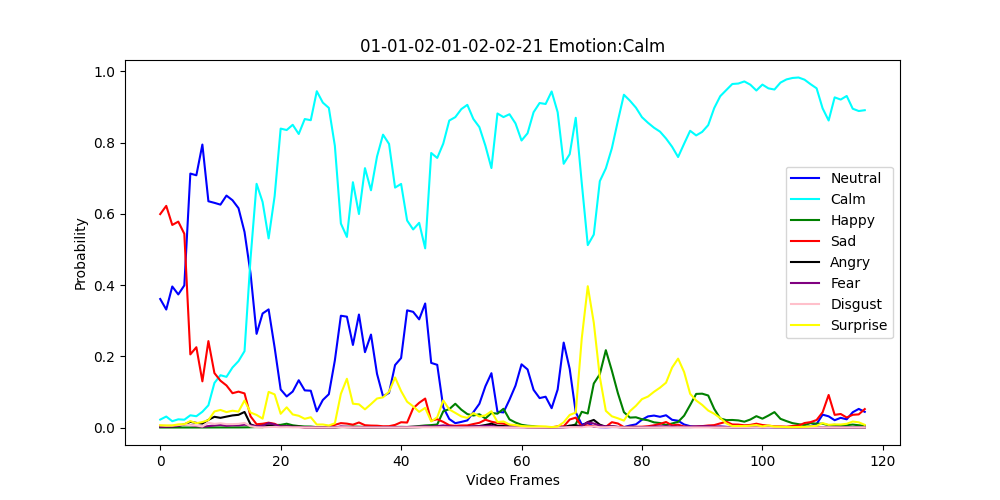 01-01-02-01-02-02-21 Emotion:Calm
1.0
0.8
0.6
0.4
0.2
0.0
Probability
0 20 40 60 80 100 120
Video Frames
Neutral
Calm
Happy
Sad
Angry
Fear
Disgust
Surprise